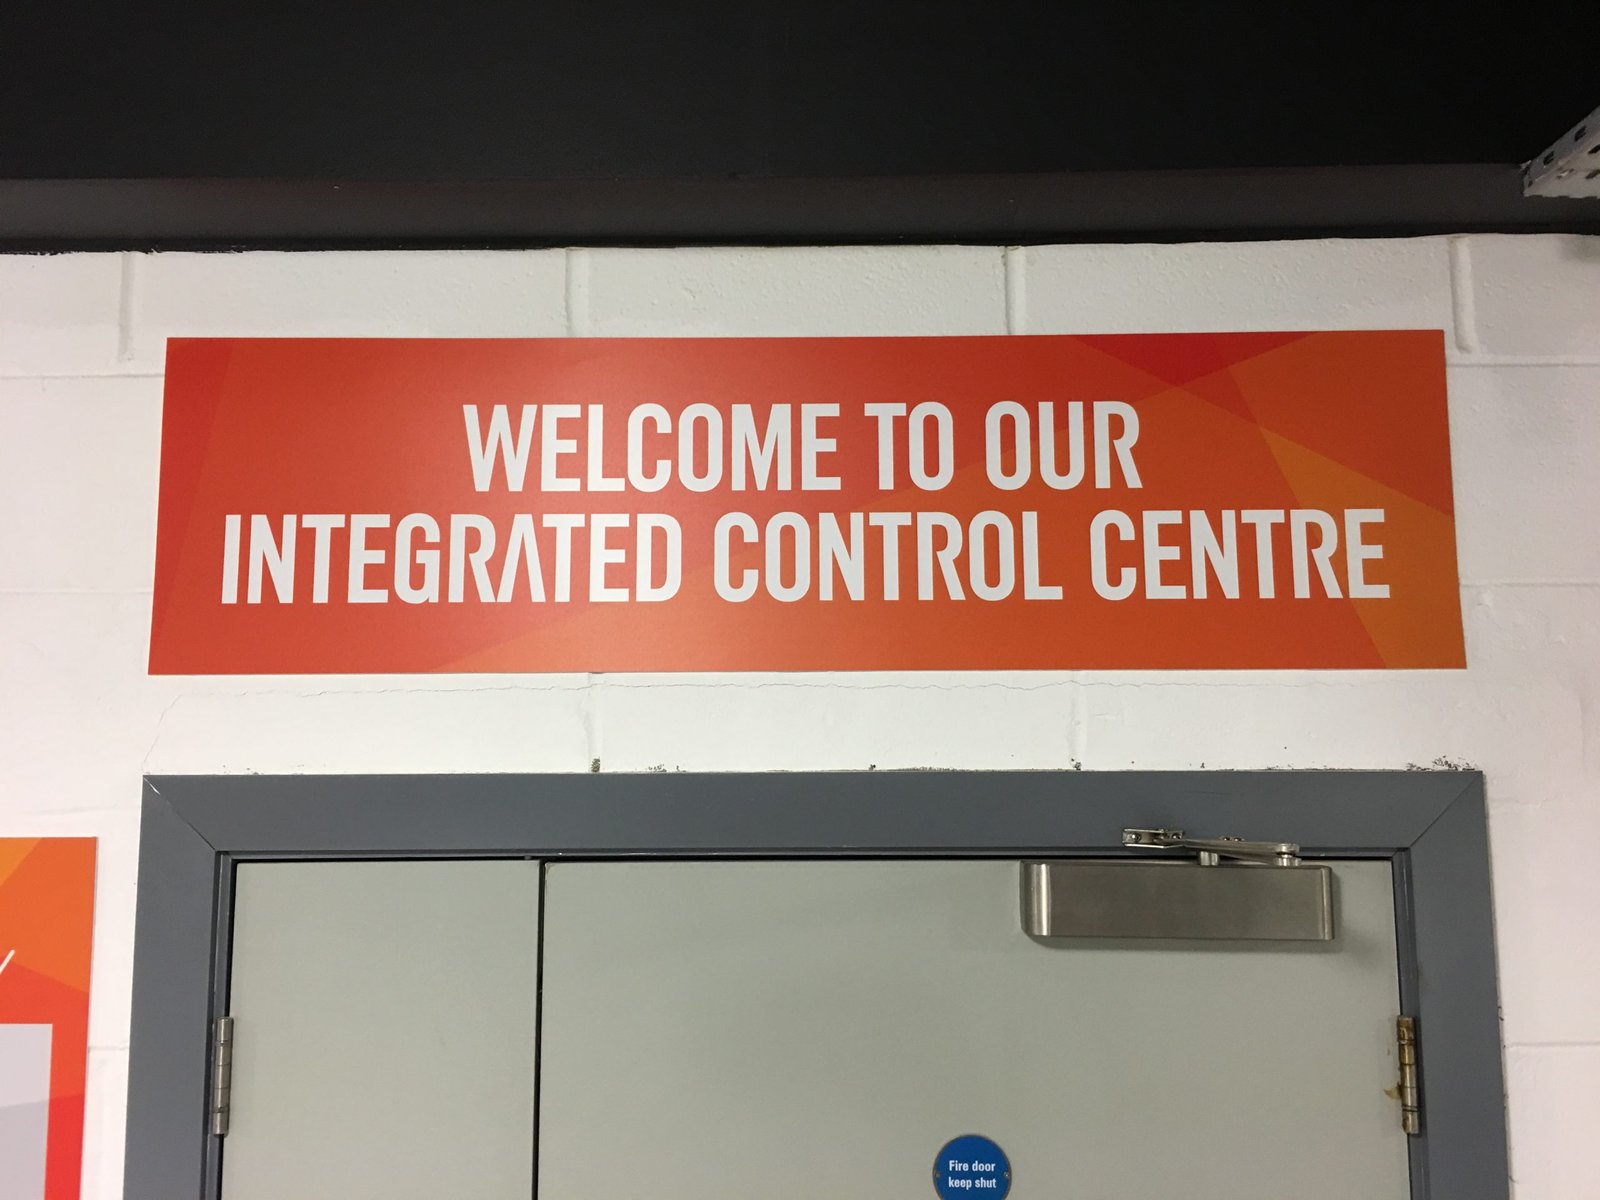 WELCOME TO OUR
INTEGRATED CONTROL CENTRE
Fire door
keep shut